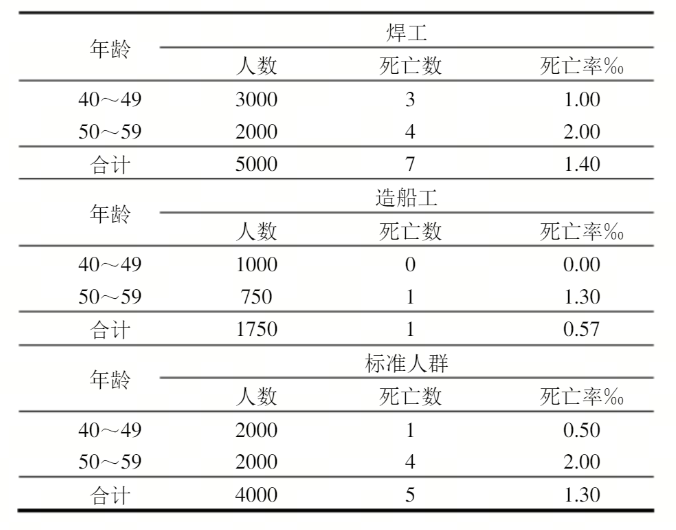 年龄 焊工
人数 死亡数 死亡率‰
40～49 3000 3 1.00
50～59 2000 4 2.00
合计 5000 7 1.40
年龄 造船工
人数 死亡数 死亡率‰
40～49 1000 0 0.00
50～59 750 1 1.30
合计 1750 1 0.57
年龄 标准人群
人数 死亡数 死亡率‰
40～49 2000 1 0.50
50～59 2000 4 2.00
合计 4000 5 1.30